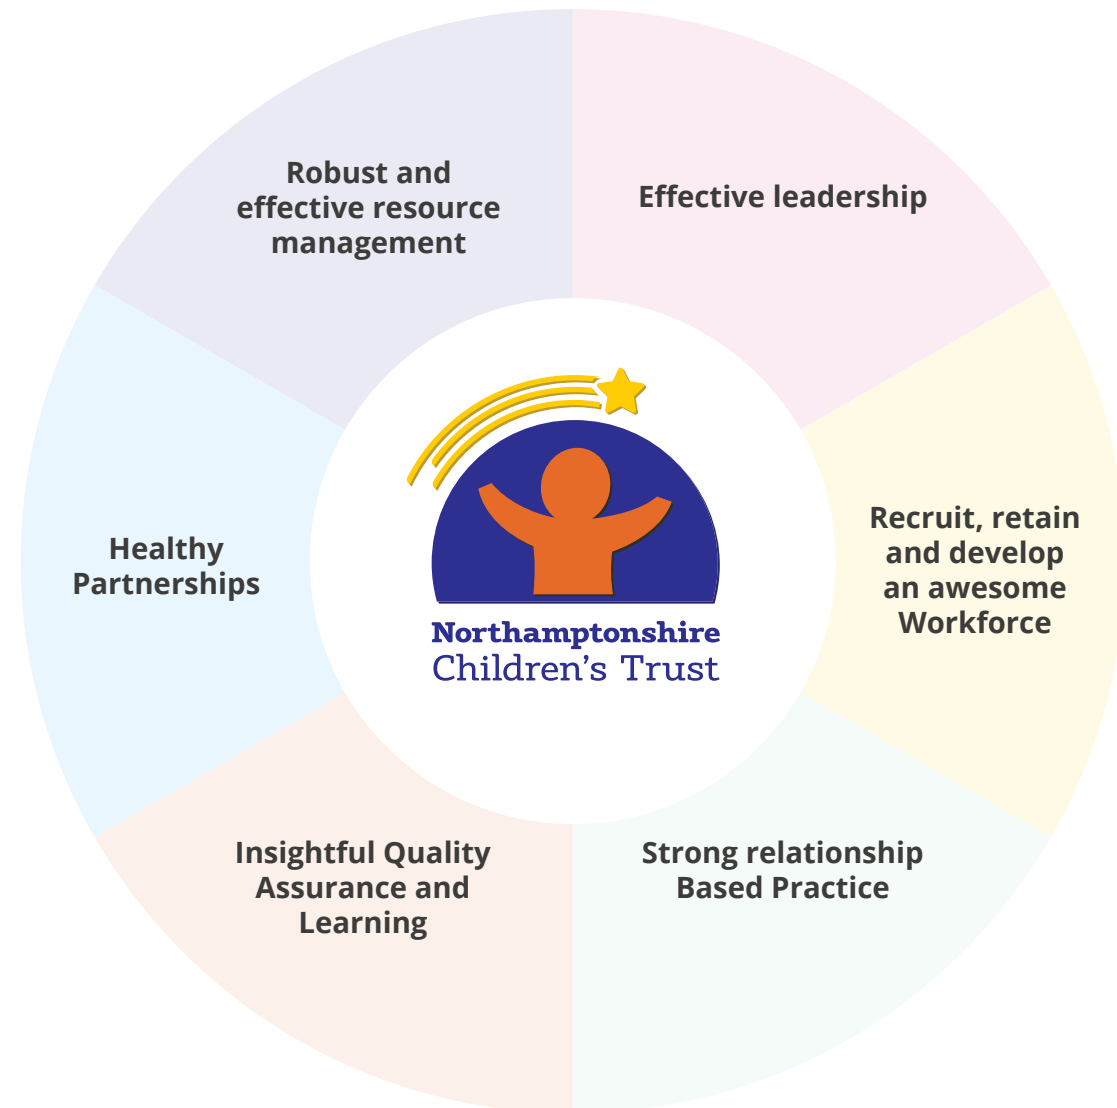 Robust and
effective resource
management
Effective leadership
Recruit, retain
and develop
an awesome
Workforce
Strong relationship
Based Practice
Insightful Quality
Assurance and
Learning
Healthy
Partnerships
Northamptonshire
Children's Trust